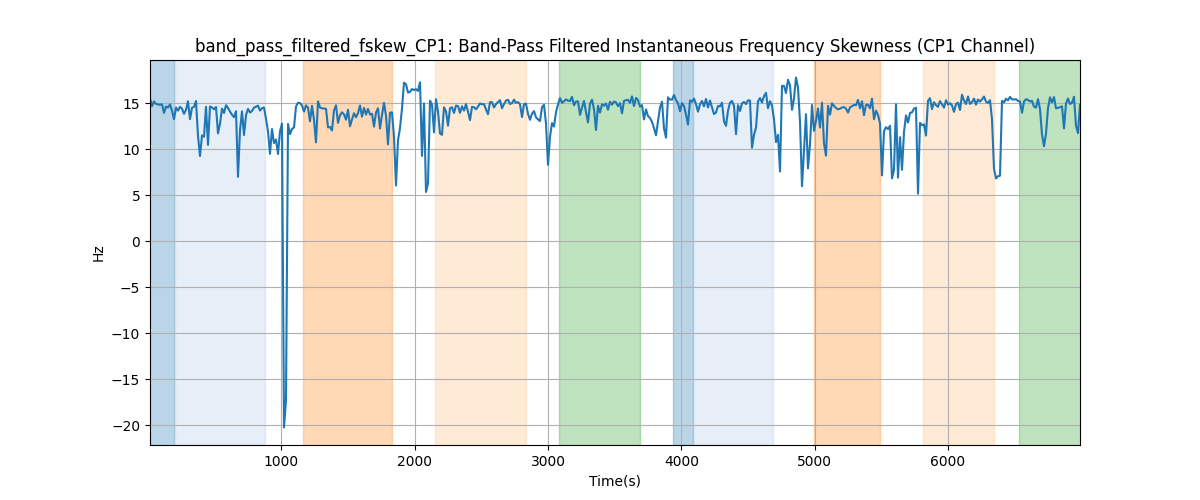 band_pass_filtered_fskew_CP1: Band-Pass Filtered Instantaneous Frequency Skewness (CP1 Channel)
15
10
5
0
−5
−10
−15
−20
Hz
1000 2000 3000 4000 5000 6000
Time(s)